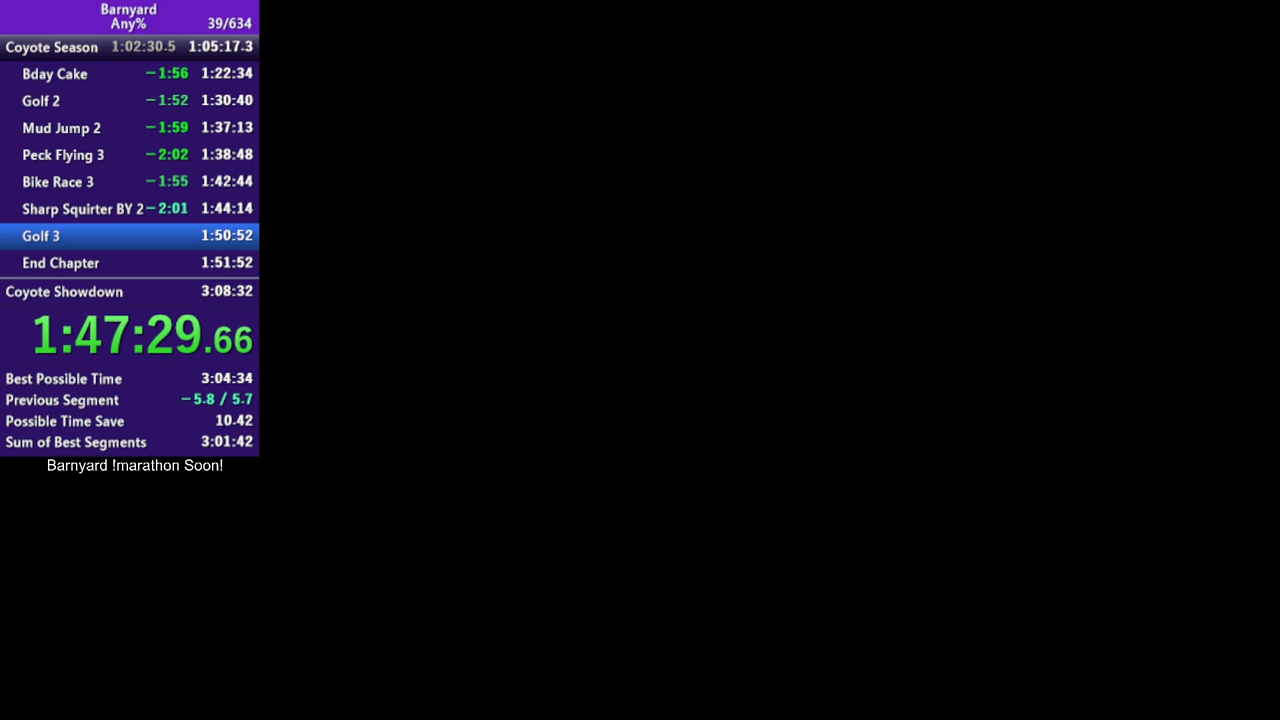 Barnyard
Any% 39/634
Coyote Season 1:02:30.5 1:05:17.3
Bday Cake −1:56 1:22:34
Golf 2 −1:52 1:30:40
Mud Jump 2 −1:59 1:37:13
Peck Flying 3 −2:02 1:38:48
Bike Race 3 −1:55 1:42:44
Sharp Squirter BY 2 −2:01 1:44:14
Golf 3 1:50:52
End Chapter 1:51:52
Coyote Showdown 3:08:32
1:47:29.66
Best Possible Time 3:04:34
Previous Segment −5.8 / 5.7
Possible Time Save 10.42
Sum of Best Segments 3:01:42
Barnyard !marathon Soon!